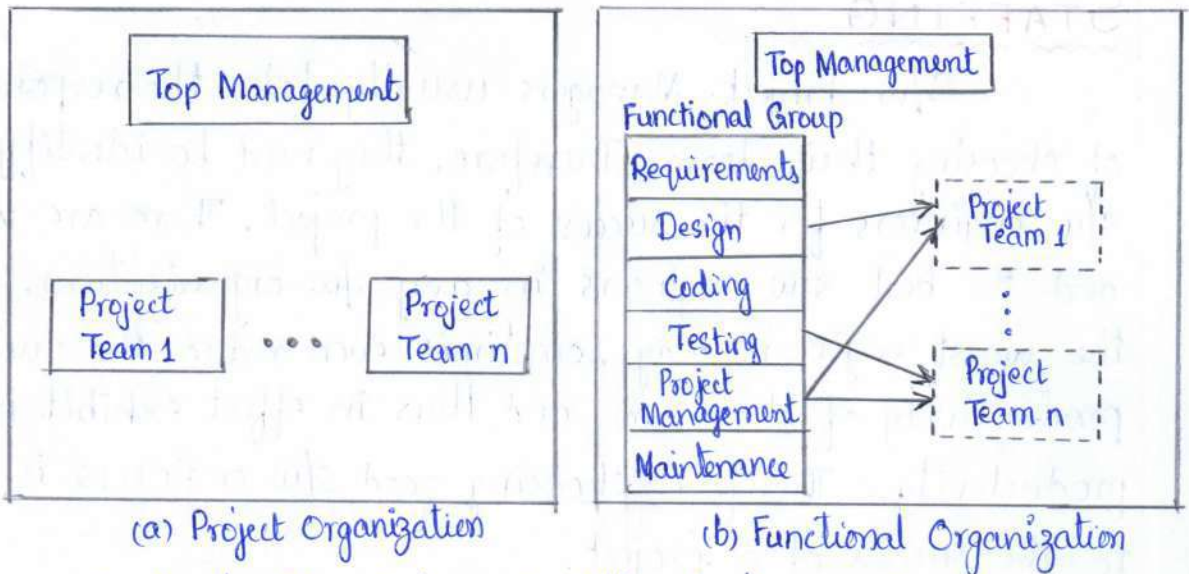 Top Management
Project
Team 1
...
Project
Team n
(a) Project Organization
Top Management
Functional Group
Requirements
Design
Coding
Testing
Project
Management
Maintenance
Project
Team 1
Project
Team n
(b) Functional Organization